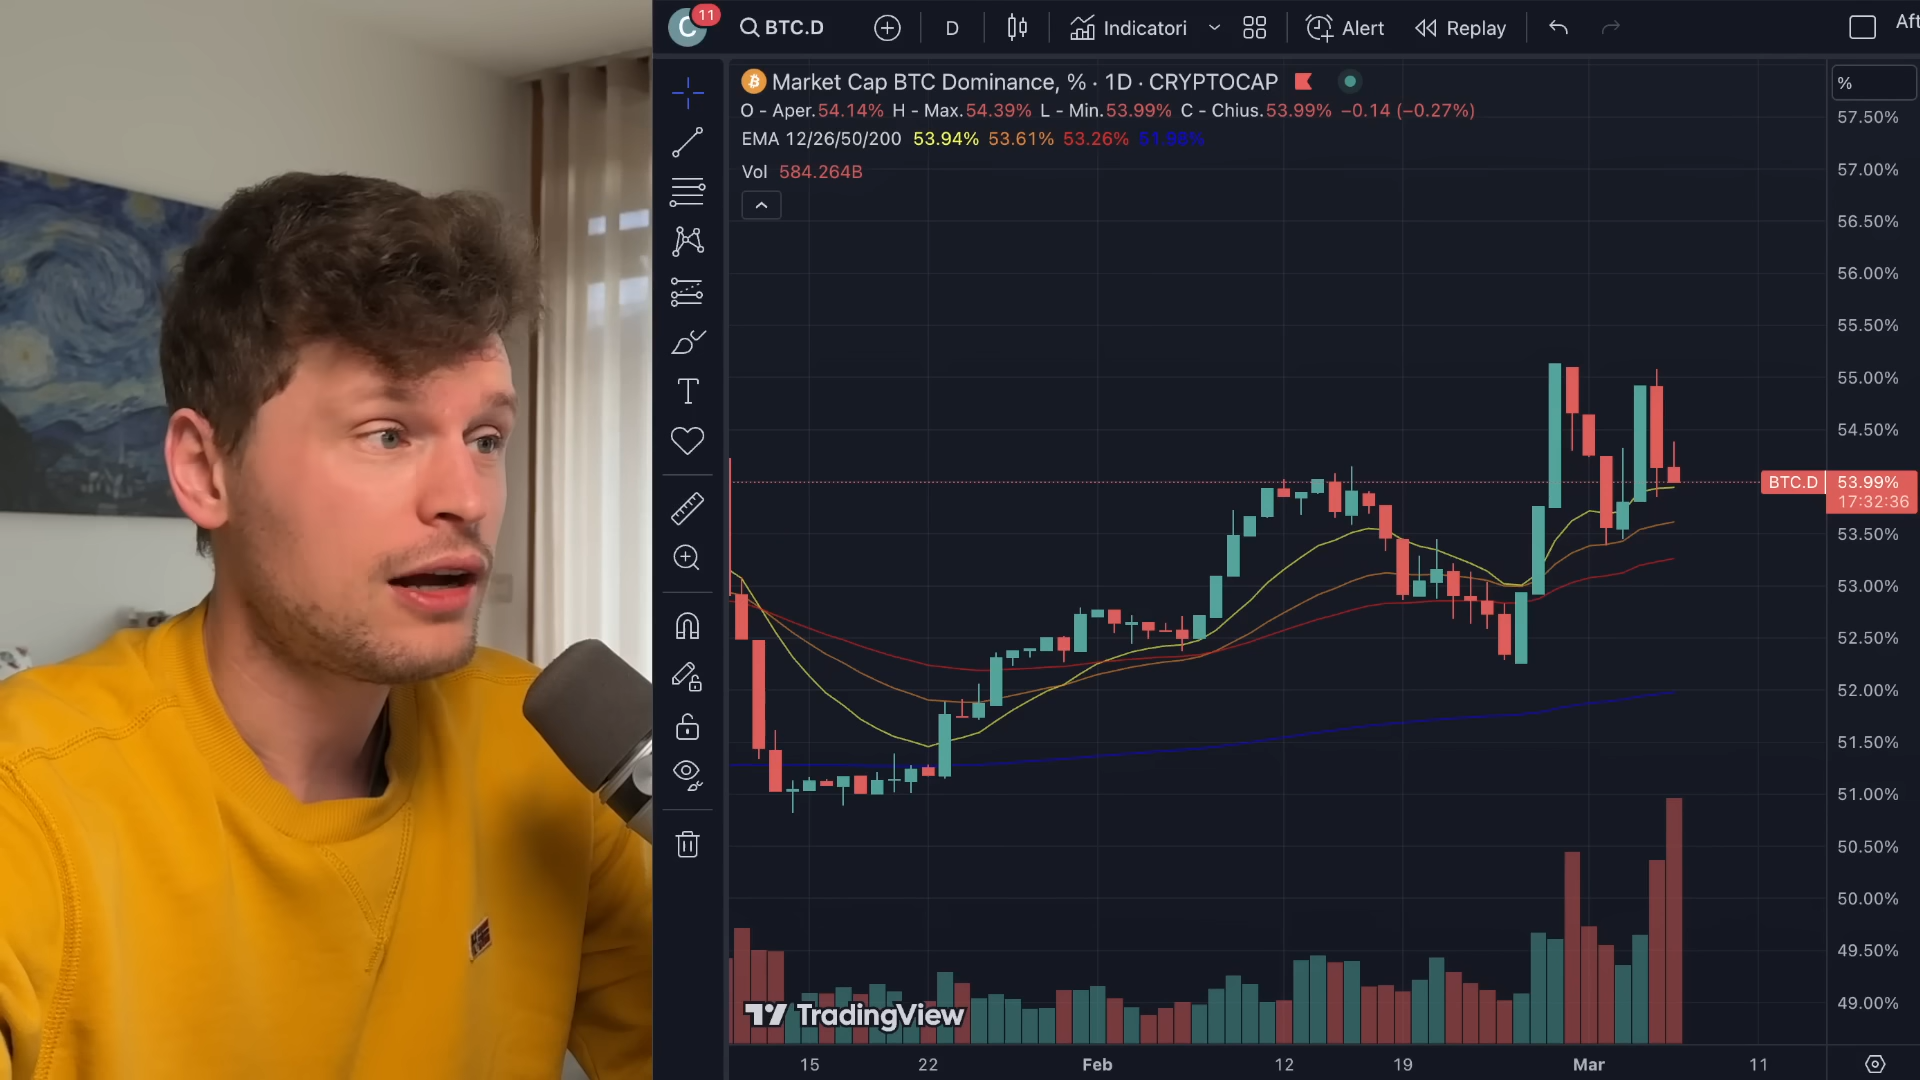 C 11 BTC.D D Indicatori Alert Replay Aft
Market Cap BTC Dominance, % · 1D · CRYPTOCAP
O - Aper.54.14% H - Max.54.39% L - Min.53.99% C - Chius.53.99% −0.14 (−0.27%)
EMA 12/26/50/200 53.94% 53.61% 53.26% 51.98%
Vol 584.264B
%
57.50%
57.00%
56.50%
56.00%
55.50%
55.00%
54.50%
BTC.D 53.99%
17:32:36
53.50%
53.00%
52.50%
52.00%
51.50%
51.00%
50.50%
50.00%
49.50%
49.00%
TradingView
15 22 Feb 12 19 Mar 11